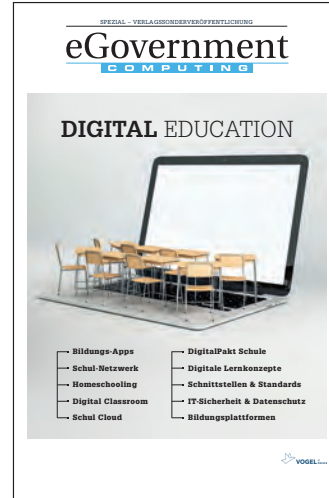 SPEZIAL – VERLAGSSONDERVERÖFFENTLICHUNG
eGovernment
COMPUTING
DIGITAL EDUCATION
Bildungs-Apps
Schul-Netzwerk
Homeschooling
Digital Classroom
Schul Cloud
DigitalPakt Schule
Digitale Lernkonzepte
Schnittstellen & Standards
IT-Sicherheit & Datenschutz
Bildungsplattformen
VOGEL